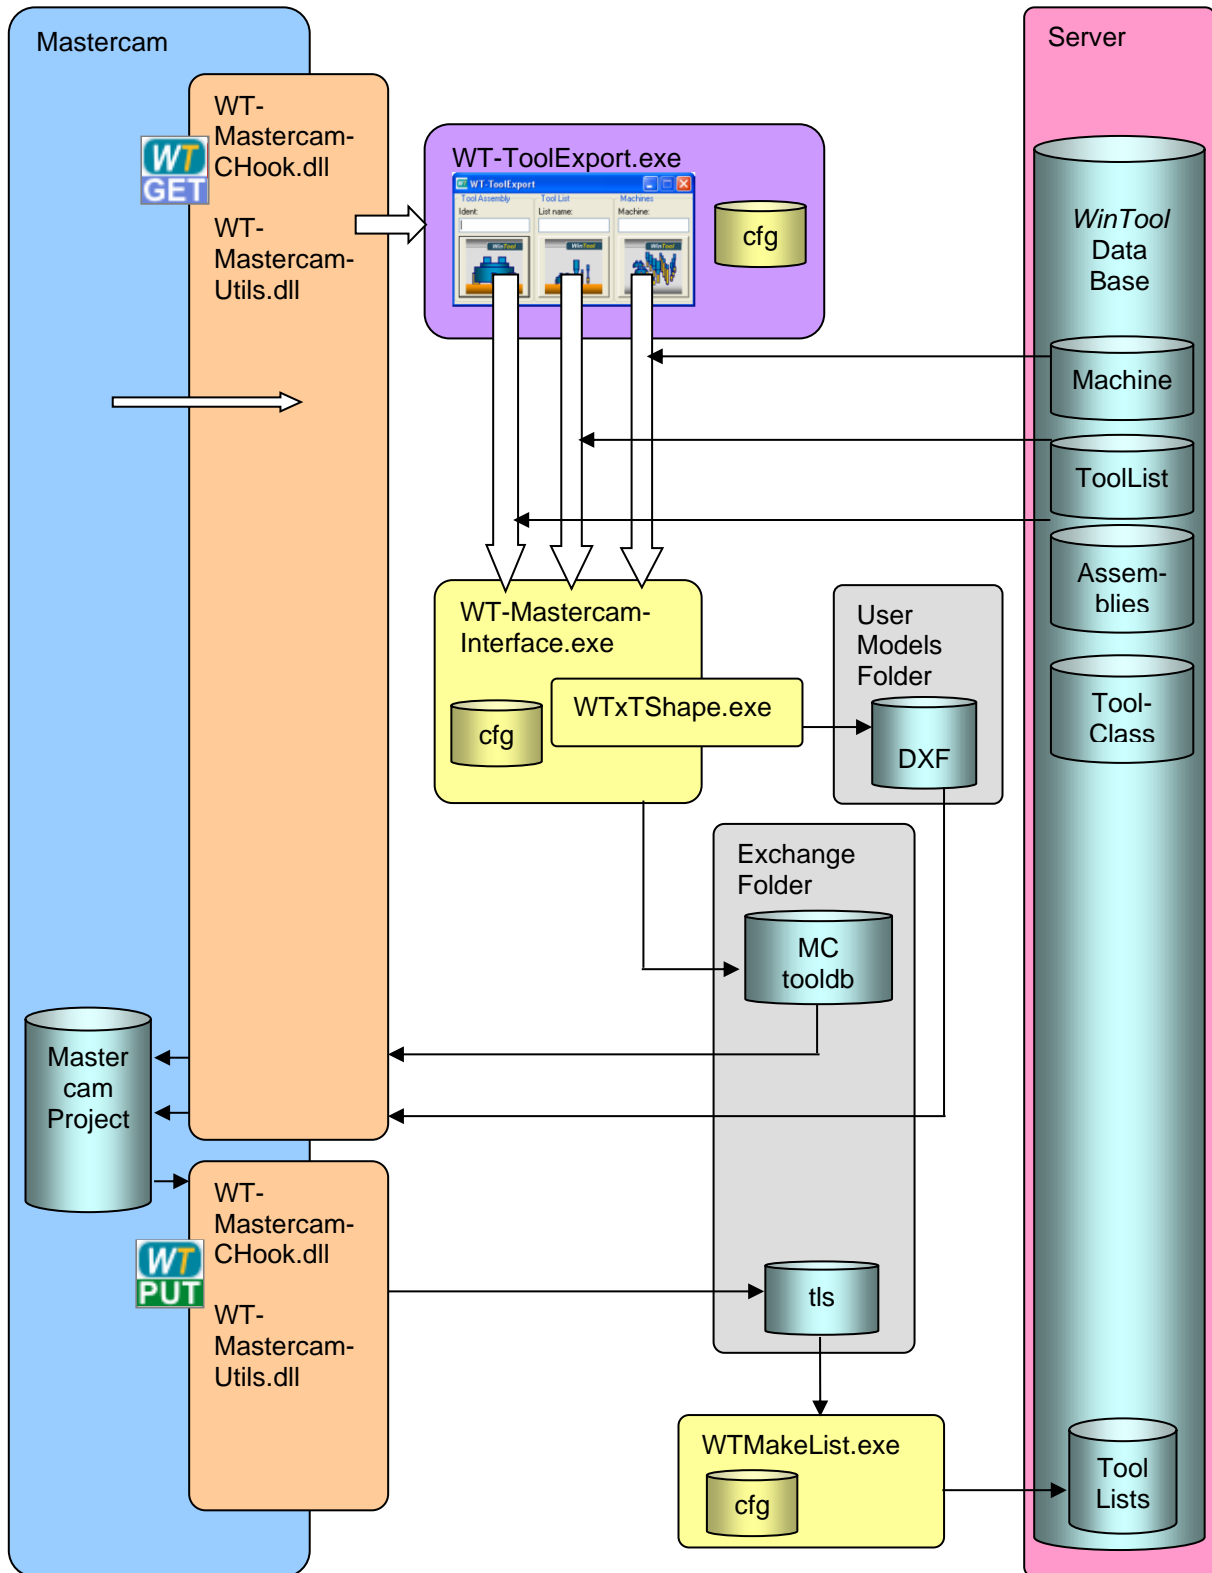 Mastercam
WT-
Mastercam-
CHook.dll
WT-
Mastercam-
Utils.dll
WT
GET
WT-ToolExport.exe
WT-ToolExport
Tool Assembly
Tool List
Machines
Ident:
List name:
Machine:
WinTool
WinTool
WinTool
cfg
Server
WinTool
Data
Base
Machine
ToolList
Assem-
blies
Tool-
Class
WT-Mastercam-
Interface.exe
cfg
WTxTShape.exe
User
Models
Folder
DXF
Exchange
Folder
MC
tooldb
Master
cam
Project
WT-
Mastercam-
CHook.dll
WT-
Mastercam-
Utils.dll
WT
PUT
tls
WTMakeList.exe
cfg
Tool
Lists